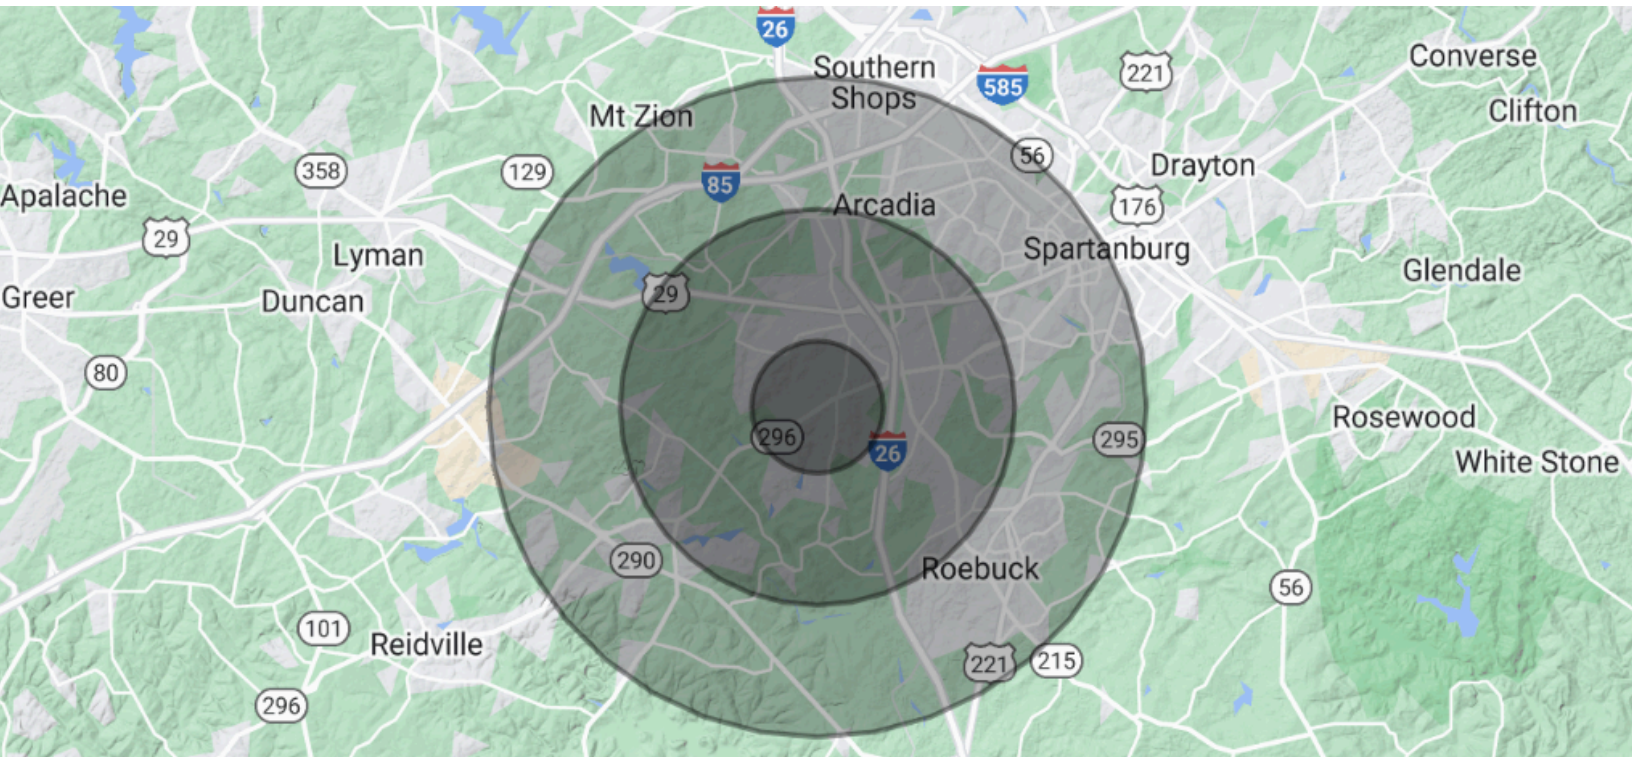 26
Southern
Shops
585
221
Converse
Clifton
Mt Zion
56
358
129
85
Drayton
Apalache
Arcadia
176
29
Lyman
Spartanburg
Glendale
Greer
Duncan
29
80
296
26
295
Rosewood
White Stone
290
Roebuck
56
101
Reidville
221
215
296